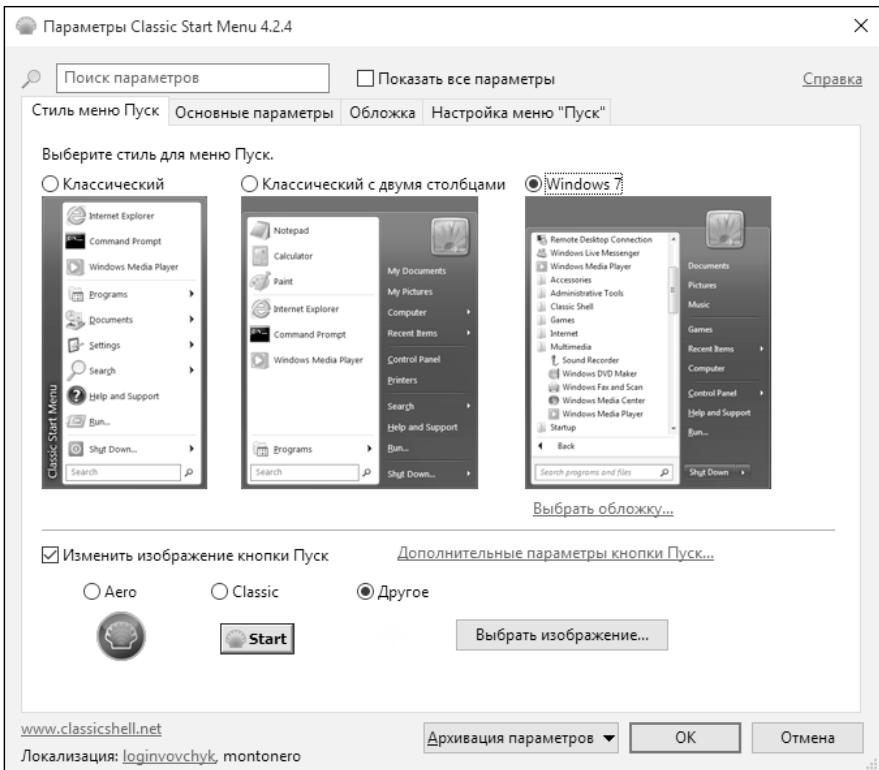 Параметры Classic Start Menu 4.2.4
Поиск параметров
Показать все параметры
Справка
Стиль меню Пуск
Основные параметры
Обложка
Настройка меню "Пуск"
Выберите стиль для меню Пуск.
Классический
Классический с двумя столбцами
Windows 7
Internet Explorer
Command Prompt
Windows Media Player
Programs
Documents
Settings
Search
Help and Support
Run...
Shut Down...
Search
Classic Start Menu
Notepad
Calculator
Paint
Internet Explorer
Command Prompt
Windows Media Player
Programs
Search
My Documents
My Pictures
Computer
Recent Items
Control Panel
Printers
Search
Help and Support
Run...
Shut Down...
Remote Desktop Connection
Windows Live Messenger
Windows Media Player
Accessories
Administrative Tools
Classic Shell
Games
Internet
Multimedia
Sound Recorder
Windows DVD Maker
Windows Fax and Scan
Windows Media Center
Windows Media Player
Startup
Back
Search programs and files
Documents
Pictures
Music
Games
Recent Items
Computer
Control Panel
Help and Support
Run...
Shut Down
Выбрать обложку...
Изменить изображение кнопки Пуск
Дополнительные параметры кнопки Пуск...
Aero
Classic
Другое
Start
Выбрать изображение...
www.classicshell.net
Локализация: loginvovchyk, montonero
Архивация параметров
OK
Отмена